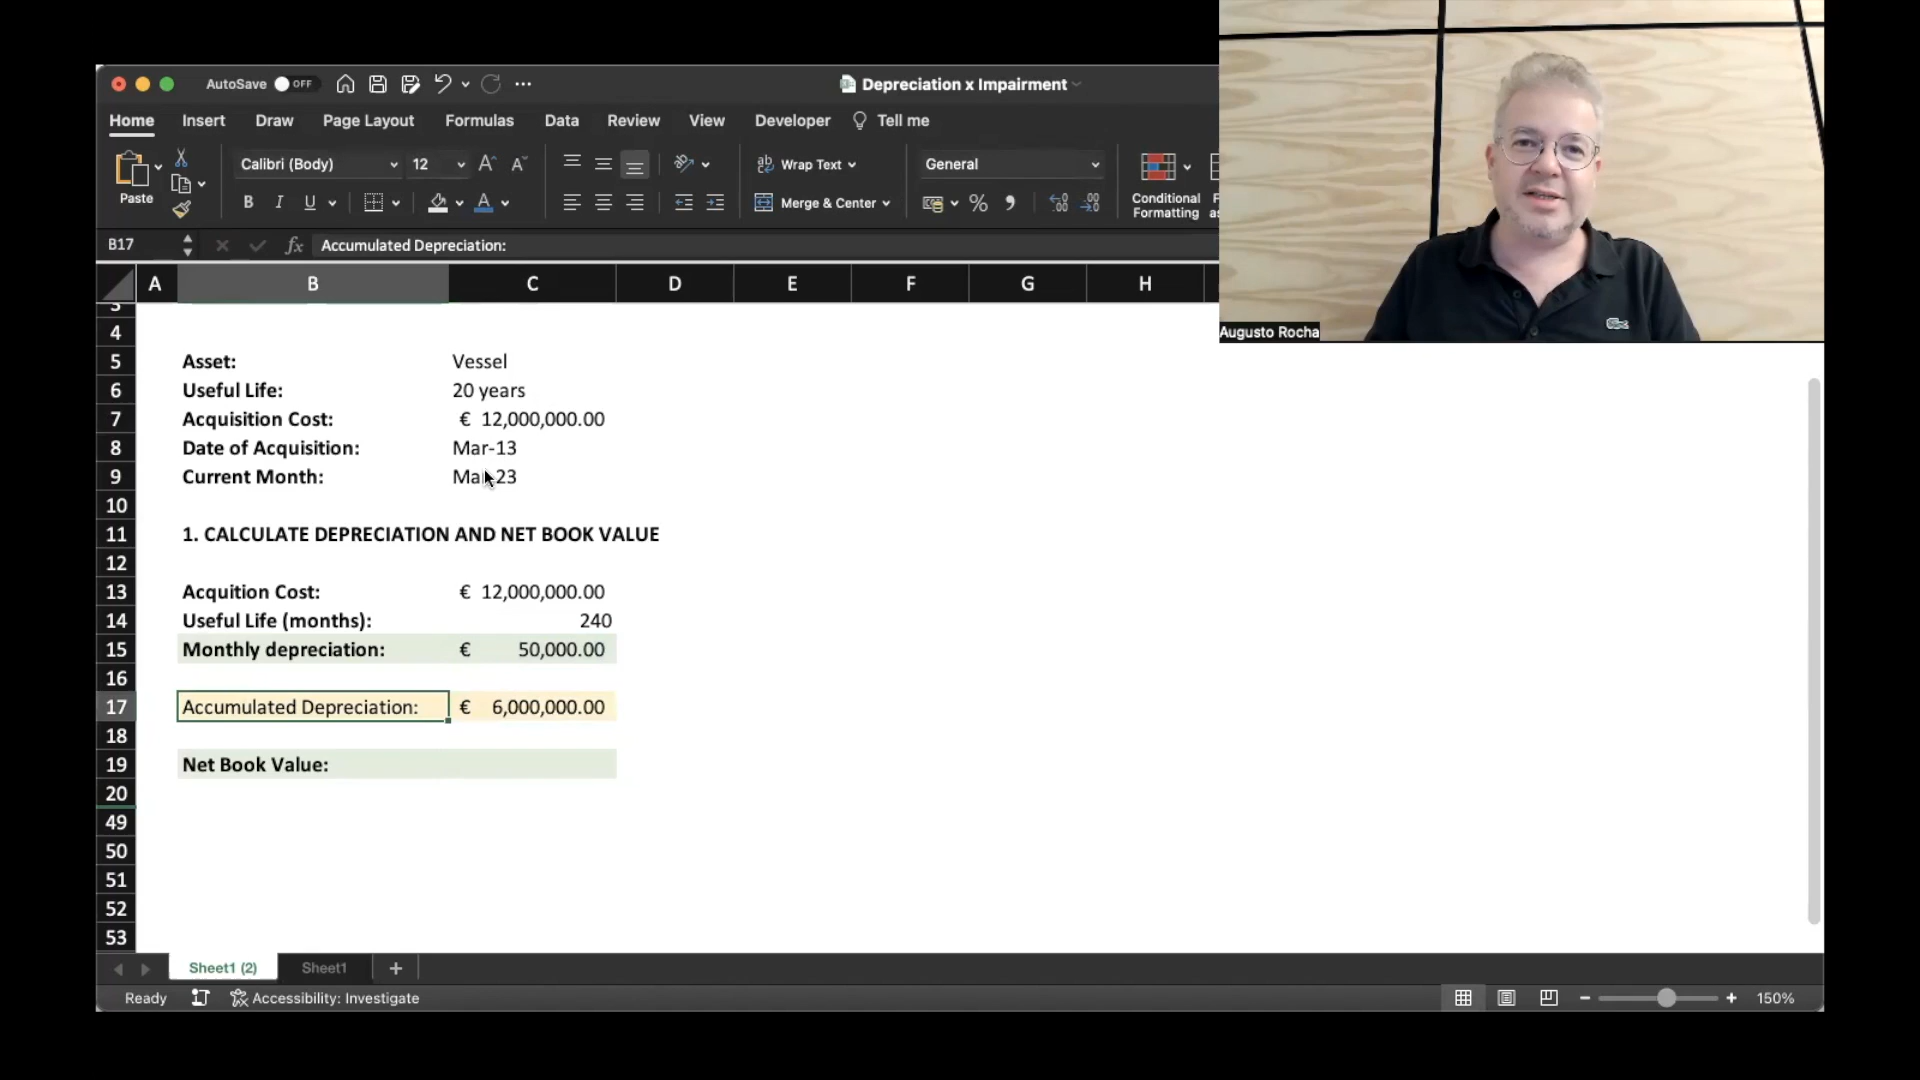 AutoSave OFF
Depreciation x Impairment
Home Insert Draw Page Layout Formulas Data Review View Developer Tell me
Paste
Calibri (Body) 12
Wrap Text
General
B I U
Merge & Center
%
Conditional
Formatting
B17 fx Accumulated Depreciation:
Augusto Rocha
A B C D E F G H
3
4
5 Asset: Vessel
6 Useful Life: 20 years
7 Acquisition Cost: € 12,000,000.00
8 Date of Acquisition: Mar-13
9 Current Month: Mar-23
10
11 1. CALCULATE DEPRECIATION AND NET BOOK VALUE
12
13 Acquition Cost: € 12,000,000.00
14 Useful Life (months): 240
15 Monthly depreciation: € 50,000.00
16
17 Accumulated Depreciation: € 6,000,000.00
18
19 Net Book Value:
20
49
50
51
52
53
Sheet1 (2) Sheet1 +
Ready Accessibility: Investigate
150%